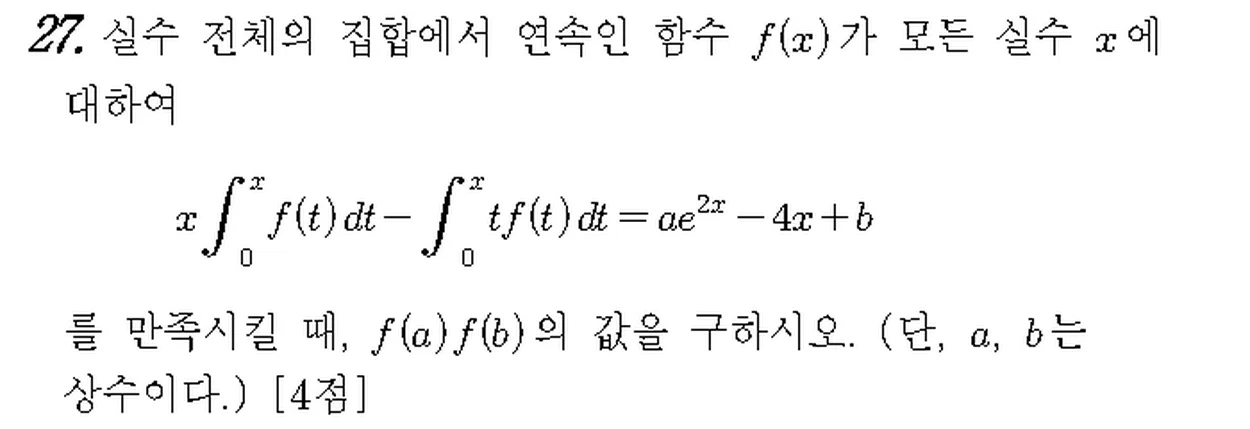 27. 실수 전체의 집합에서 연속인 함수 f(x)가 모든 실수 x에
대하여
x∫₀ˣ f(t)dt − ∫₀ˣ tf(t)dt = ae²ˣ − 4x + b
를 만족시킬 때, f(a)f(b)의 값을 구하시오. (단, a, b는
상수이다.) [4점]